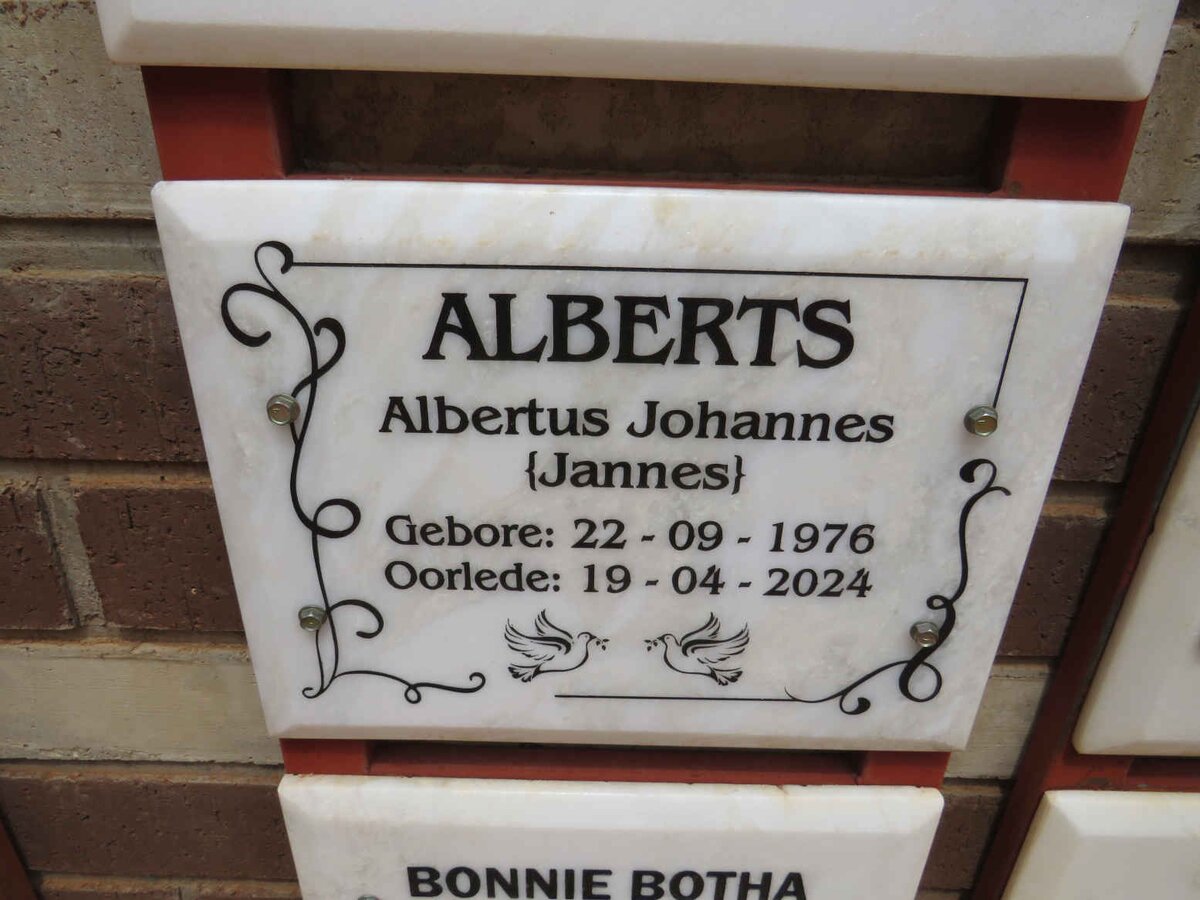 ALBERTS
Albertus Johannes
{Jannes}
Gebore: 22 - 09 - 1976
Oorlede: 19 - 04 - 2024
BONNIE BOTHA